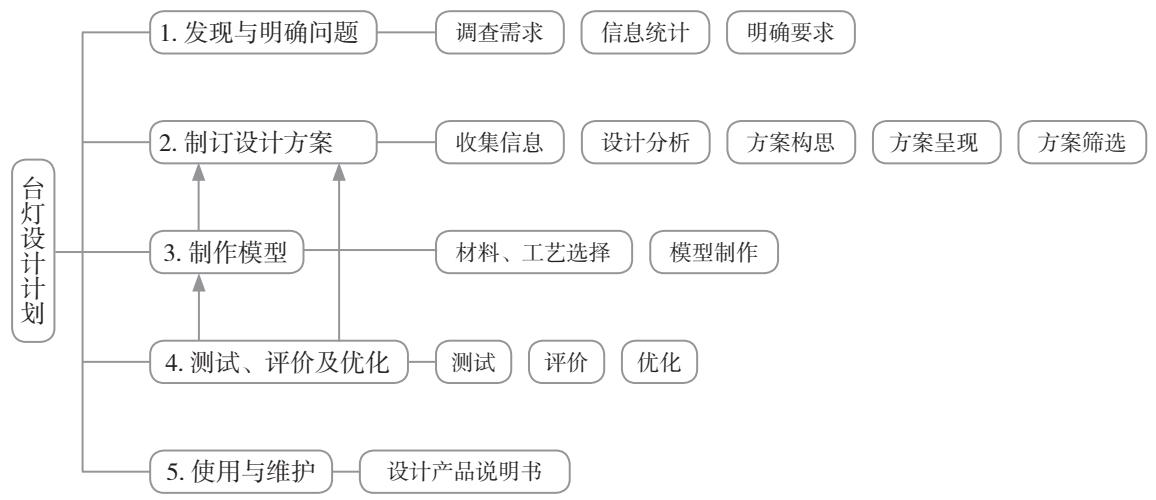 台灯设计计划
1. 发现与明确问题
调查需求
信息统计
明确要求
2. 制订设计方案
收集信息
设计分析
方案构思
方案呈现
方案筛选
3. 制作模型
材料、工艺选择
模型制作
4. 测试、评价及优化
测试
评价
优化
5. 使用与维护
设计产品说明书